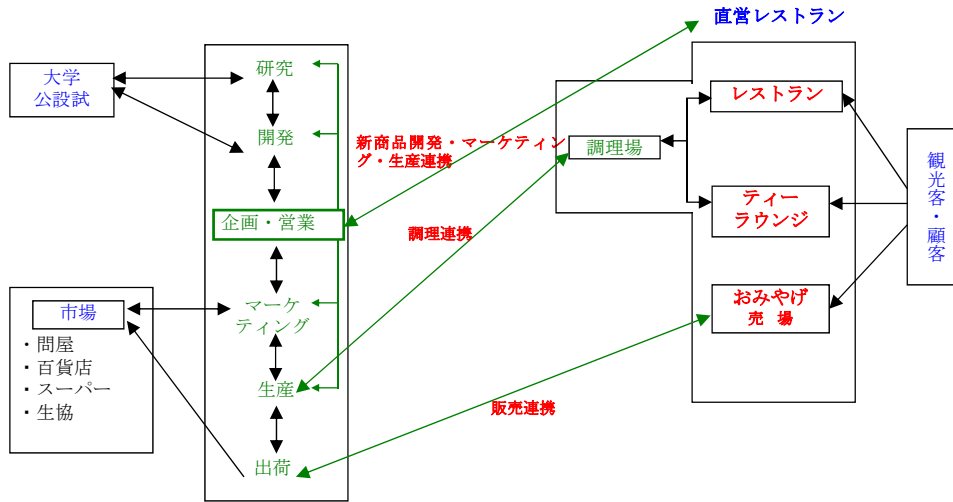 直営レストラン
大学
公設試
研究
開発
企画・営業
マーケ
ティング
生産
出荷
市場
・問屋
・百貨店
・スーパー
・生協
新商品開発・マーケティン
グ・生産連携
調理連携
販売連携
調理場
レストラン
ティー
ラウンジ
おみやげ
売 場
観光客・顧客